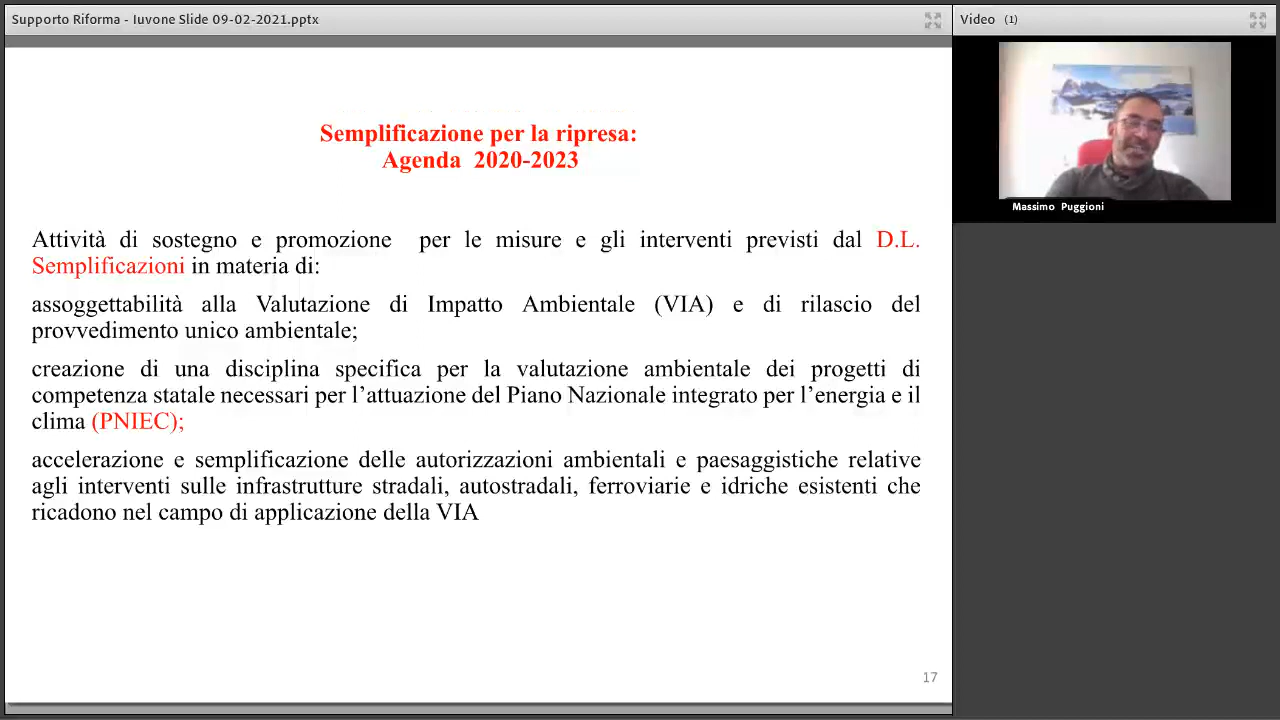 Supporto Riforma - Iuvone Slide 09-02-2021.pptx
Video (1)
Massimo Puggioni
Semplificazione per la ripresa:
Agenda 2020-2023
Attività di sostegno e promozione per le misure e gli interventi previsti dal D.L.
Semplificazioni in materia di:
assoggettabilità alla Valutazione di Impatto Ambientale (VIA) e di rilascio del
provvedimento unico ambientale;
creazione di una disciplina specifica per la valutazione ambientale dei progetti di
competenza statale necessari per l’attuazione del Piano Nazionale integrato per l’energia e il
clima (PNIEC);
accelerazione e semplificazione delle autorizzazioni ambientali e paesaggistiche relative
agli interventi sulle infrastrutture stradali, autostradali, ferroviarie e idriche esistenti che
ricadono nel campo di applicazione della VIA
17